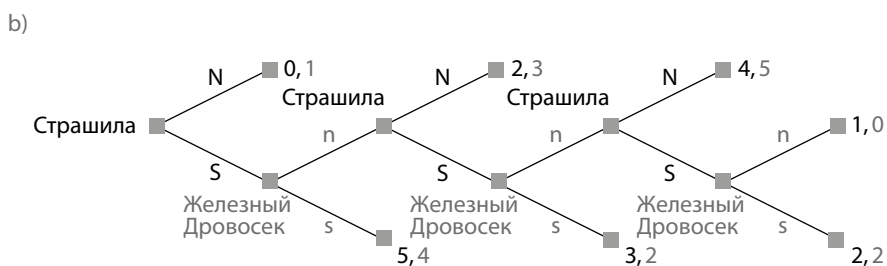 b)
N
0, 1
N
2, 3
N
4, 5
Страшила
Страшила
Страшила
n
n
n
1, 0
S
S
S
Железный
Дровосек
Железный
Дровосек
Железный
Дровосек
s
s
s
5, 4
3, 2
2, 2